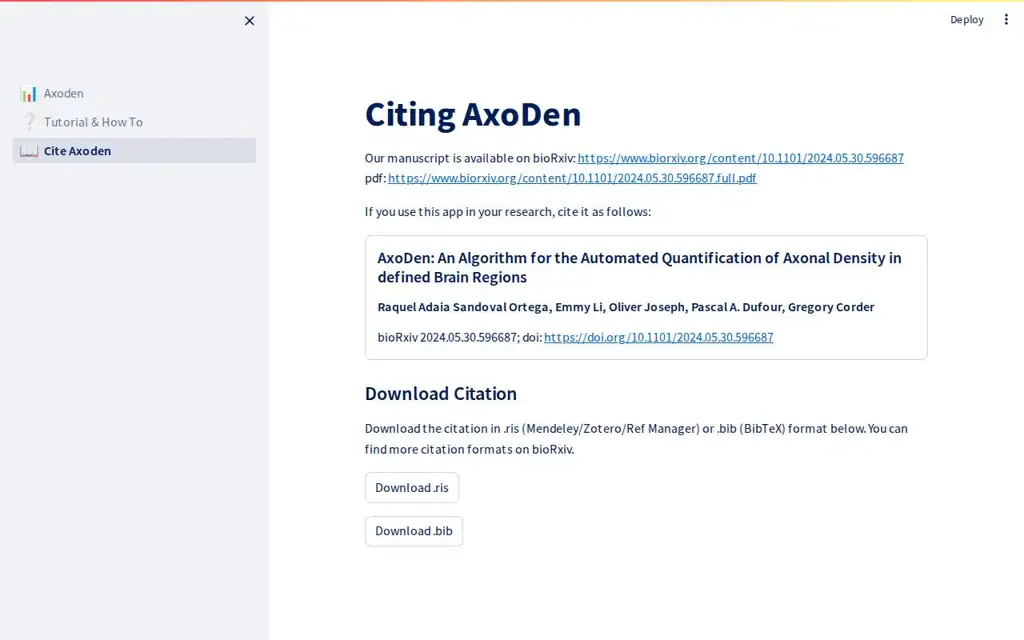 Deploy
Axoden
Tutorial & How To
Cite Axoden
Citing AxoDen
Our manuscript is available on bioRxiv: https://www.biorxiv.org/content/10.1101/2024.05.30.596687
pdf: https://www.biorxiv.org/content/10.1101/2024.05.30.596687.full.pdf
If you use this app in your research, cite it as follows:
AxoDen: An Algorithm for the Automated Quantification of Axonal Density in
defined Brain Regions
Raquel Adaia Sandoval Ortega, Emmy Li, Oliver Joseph, Pascal A. Dufour, Gregory Corder
bioRxiv 2024.05.30.596687; doi: https://doi.org/10.1101/2024.05.30.596687
Download Citation
Download the citation in .ris (Mendeley/Zotero/Ref Manager) or .bib (BibTeX) format below. You can
find more citation formats on bioRxiv.
Download .ris
Download .bib